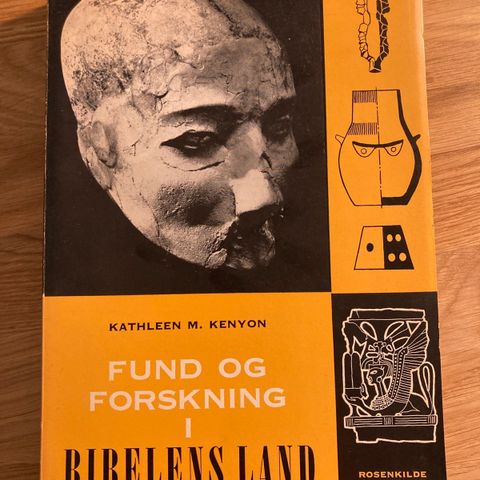 KATHLEEN M. KENYON
FUND OG
FORSKNING
I
BIBELENS LAND
ROSENKILDE